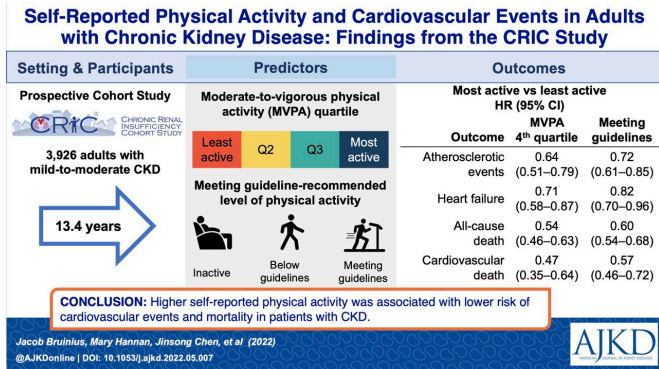 Self-Reported Physical Activity and Cardiovascular Events in Adults
with Chronic Kidney Disease: Findings from the CRIC Study
Setting & Participants
Prospective Cohort Study
CRIC
CHRONIC RENAL
INSUFFICIENCY
COHORT STUDY
3,926 adults with
mild-to-moderate CKD
13.4 years
Predictors
Moderate-to-vigorous physical
activity (MVPA) quartile
Least
active
Q2
Q3
Most
active
Meeting guideline-recommended
level of physical activity
Inactive
Below
guidelines
Meeting
guidelines
Outcomes
Most active vs least active
HR (95% CI)
Outcome
MVPA
4th quartile
Meeting
guidelines
Atherosclerotic
events
0.64
(0.51–0.79)
0.72
(0.61–0.85)
Heart failure
0.71
(0.58–0.87)
0.82
(0.70–0.96)
All-cause
death
0.54
(0.46–0.63)
0.60
(0.54–0.68)
Cardiovascular
death
0.47
(0.35–0.64)
0.57
(0.46–0.72)
CONCLUSION: Higher self-reported physical activity was associated with lower risk of
cardiovascular events and mortality in patients with CKD.
Jacob Bruinius, Mary Hannan, Jinsong Chen, et al (2022)
@AJKDonline | DOI: 10.1053/j.ajkd.2022.05.007
AJKD
AMERICAN JOURNAL OF KIDNEY DISEASES